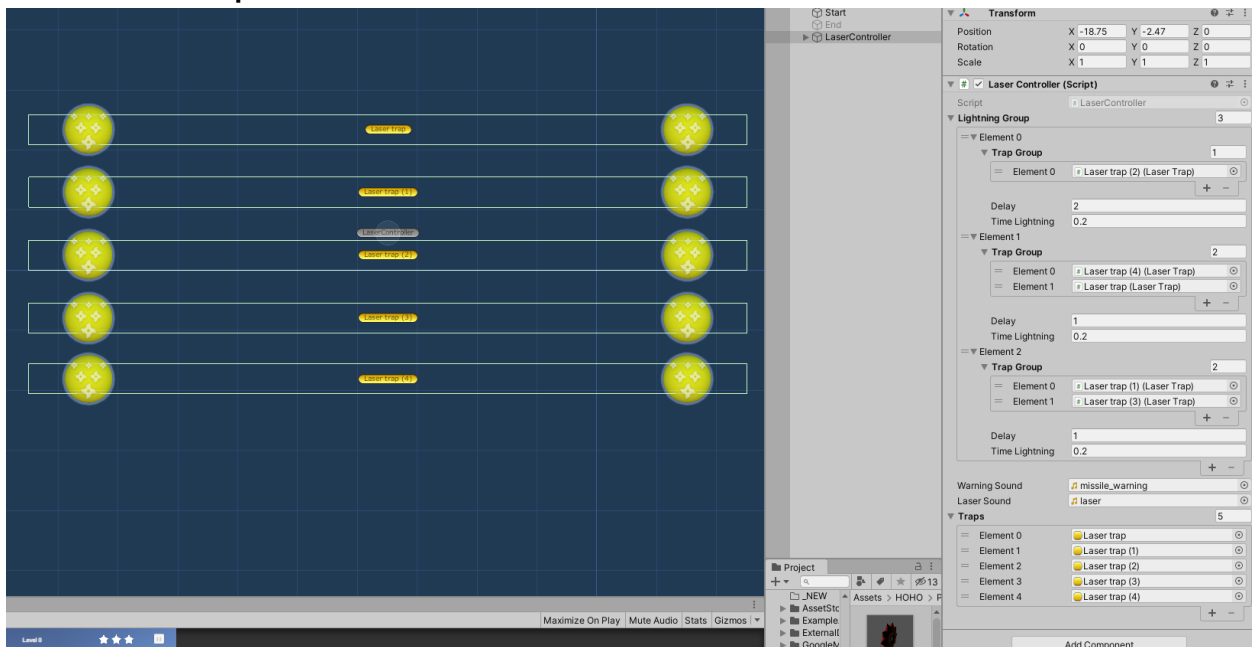 Start
End
LaserController
Laser trap
Laser trap (1)
LaserController
Laser trap (2)
Laser trap (3)
Laser trap (4)
Maximize On Play Mute Audio Stats Gizmos
Level 8
Project
13
_NEW
AssetSto
Example
External
GoogleM
Assets > HOHO > P
Transform
Position X -18.75 Y -2.47 Z 0
Rotation X 0 Y 0 Z 0
Scale X 1 Y 1 Z 1
# Laser Controller (Script)
Script # LaserController
Lightning Group 3
Element 0
Trap Group 1
Element 0 Laser trap (2) (Laser Trap)
+ -
Delay 2
Time Lightning 0.2
Element 1
Trap Group 2
Element 0 Laser trap (4) (Laser Trap)
Element 1 Laser trap (Laser Trap)
+ -
Delay 1
Time Lightning 0.2
Element 2
Trap Group 2
Element 0 Laser trap (1) (Laser Trap)
Element 1 Laser trap (3) (Laser Trap)
+ -
Delay 1
Time Lightning 0.2
+ -
Warning Sound missile_warning
Laser Sound laser
Traps 5
Element 0 Laser trap
Element 1 Laser trap (1)
Element 2 Laser trap (2)
Element 3 Laser trap (3)
Element 4 Laser trap (4)
+ -
Add Component